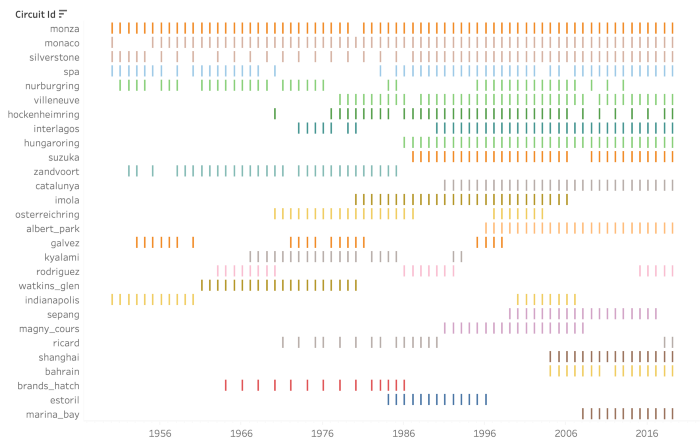 Circuit Id
monza
monaco
silverstone
spa
nurburgring
villeneuve
hockenheimring
interlagos
hungaroring
suzuka
zandvoort
catalunya
imola
osterreichring
albert_park
galvez
kyalami
rodriguez
watkins_glen
indianapolis
sepang
magny_cours
ricard
shanghai
bahrain
brands_hatch
estoril
marina_bay
1956 1966 1976 1986 1996 2006 2016